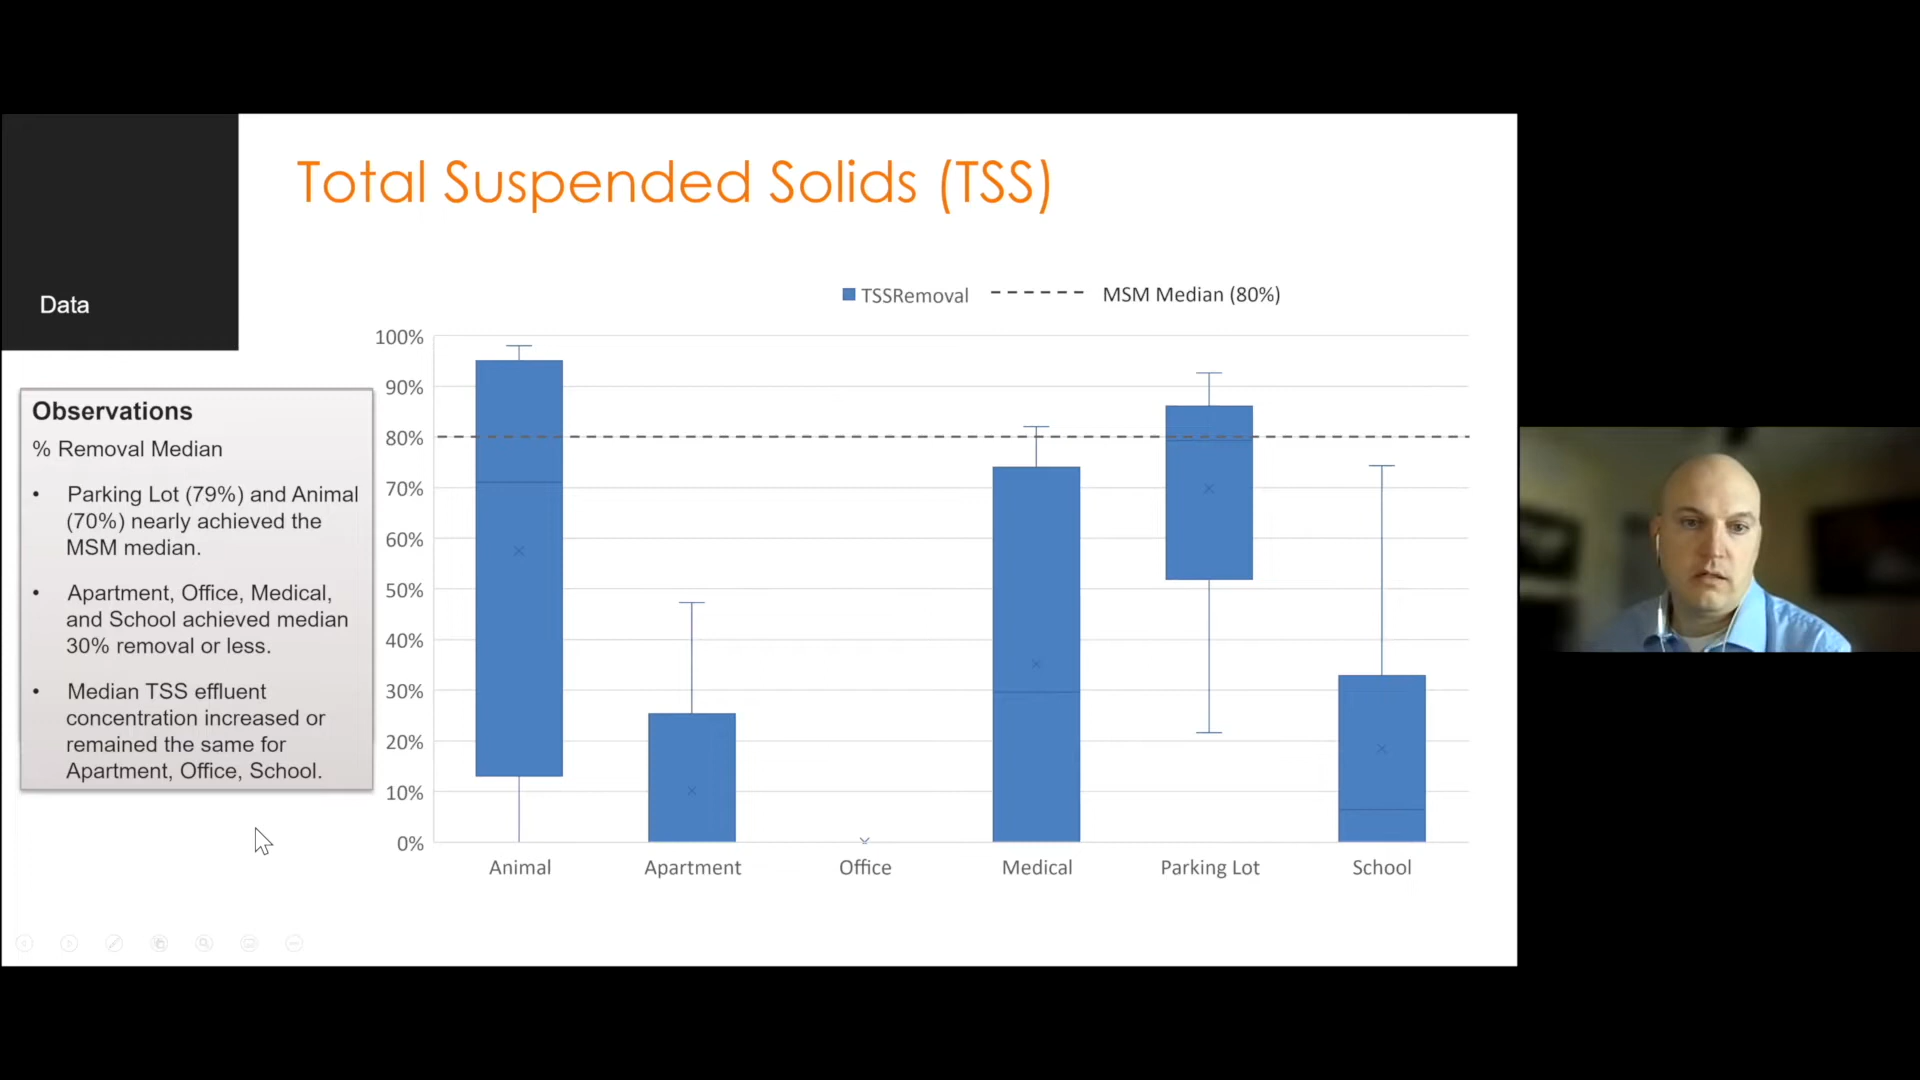 Total Suspended Solids (TSS)
Data
TSSRemoval
MSM Median (80%)
Observations
% Removal Median
• Parking Lot (79%) and Animal
(70%) nearly achieved the
MSM median.
• Apartment, Office, Medical,
and School achieved median
30% removal or less.
• Median TSS effluent
concentration increased or
remained the same for
Apartment, Office, School.
100%
90%
80%
70%
60%
50%
40%
30%
20%
10%
0%
Animal
Apartment
Office
Medical
Parking Lot
School